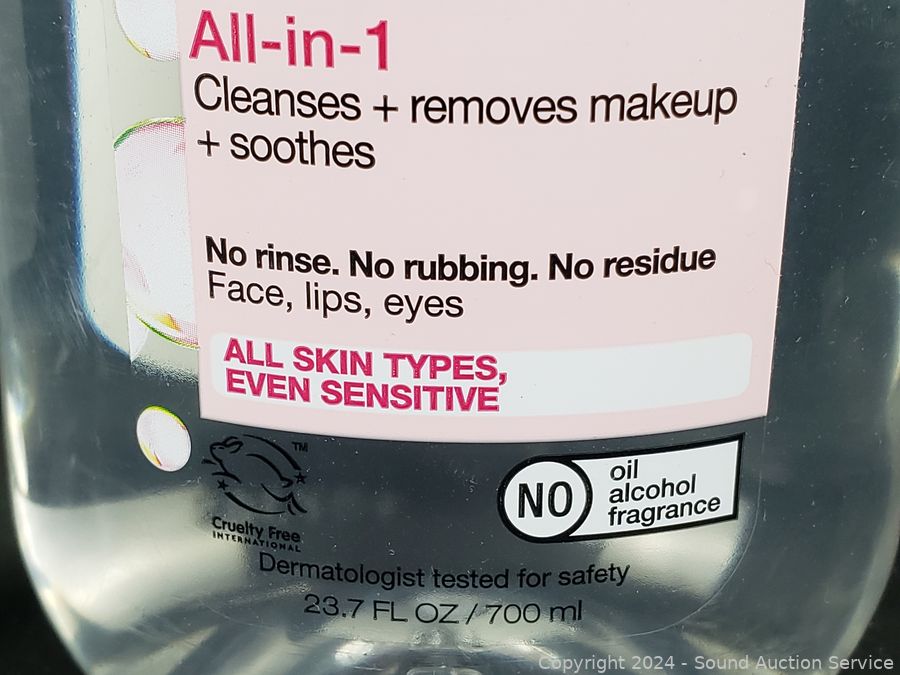 All-in-1
Cleanses + removes makeup
+ soothes
No rinse. No rubbing. No residue
Face, lips, eyes
ALL SKIN TYPES,
EVEN SENSITIVE
TM
Cruelty Free
INTERNATIONAL
NO
oil
alcohol
fragrance
Dermatologist tested for safety
23.7 FL OZ / 700 ml
Copyright 2024 - Sound Auction Service